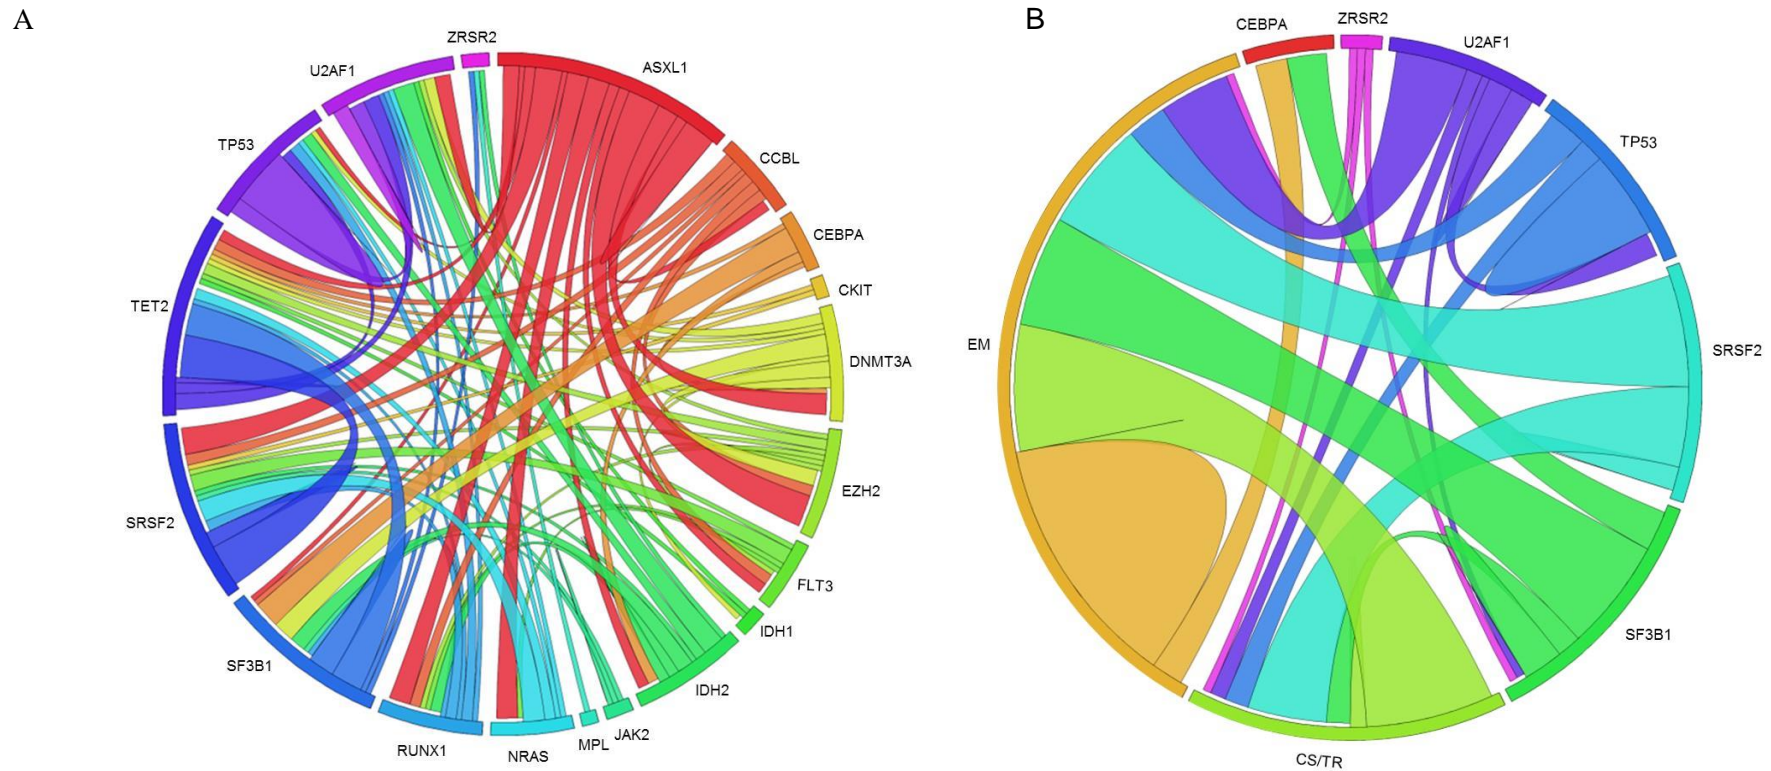 A
ZRSR2
U2AF1
ASXL1
TP53
CCBL
CEBPA
CKIT
TET2
DNMT3A
EZH2
SRSF2
FLT3
IDH1
SF3B1
IDH2
RUNX1
NRAS
MPL
JAK2
B
CEBPA
ZRSR2
U2AF1
TP53
EM
SRSF2
SF3B1
CS/TR